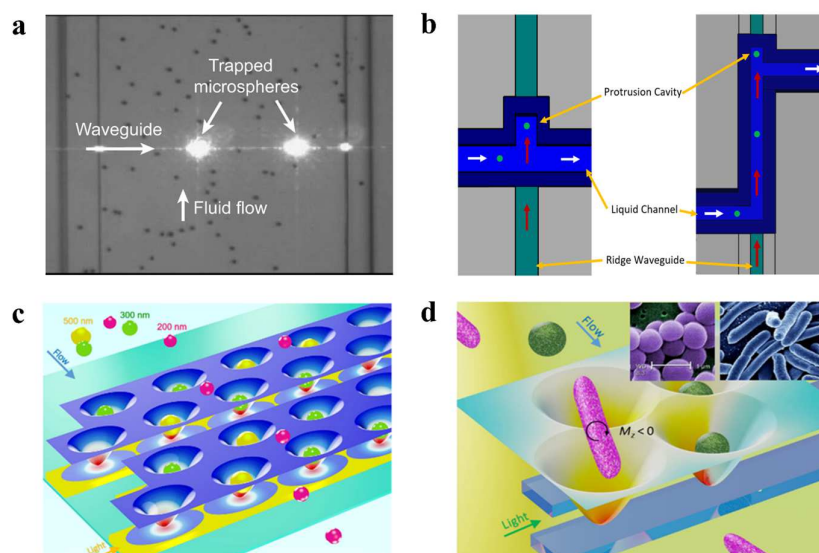 a
Trapped
microspheres
Waveguide
Fluid flow
b
Protrusion Cavity
Liquid Channel
Ridge Waveguide
c
500 nm
300 nm
200 nm
Flow
d
Flow
M_z < 0
Light